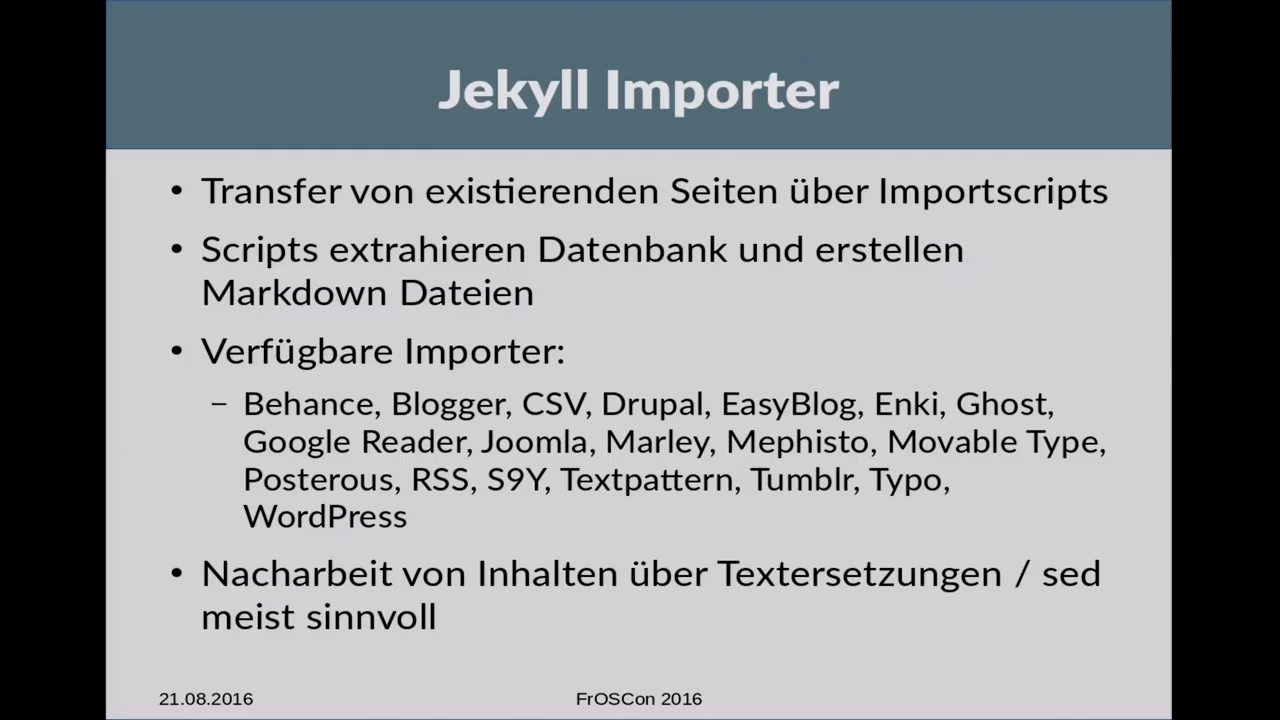 Jekyll Importer
• Transfer von existierenden Seiten über Importscripts
• Scripts extrahieren Datenbank und erstellen
Markdown Dateien
• Verfügbare Importer:
– Behance, Blogger, CSV, Drupal, EasyBlog, Enki, Ghost,
Google Reader, Joomla, Marley, Mephisto, Movable Type,
Posterous, RSS, S9Y, Textpattern, Tumblr, Typo,
WordPress
• Nacharbeit von Inhalten über Textersetzungen / sed
meist sinnvoll
21.08.2016
FrOSCon 2016